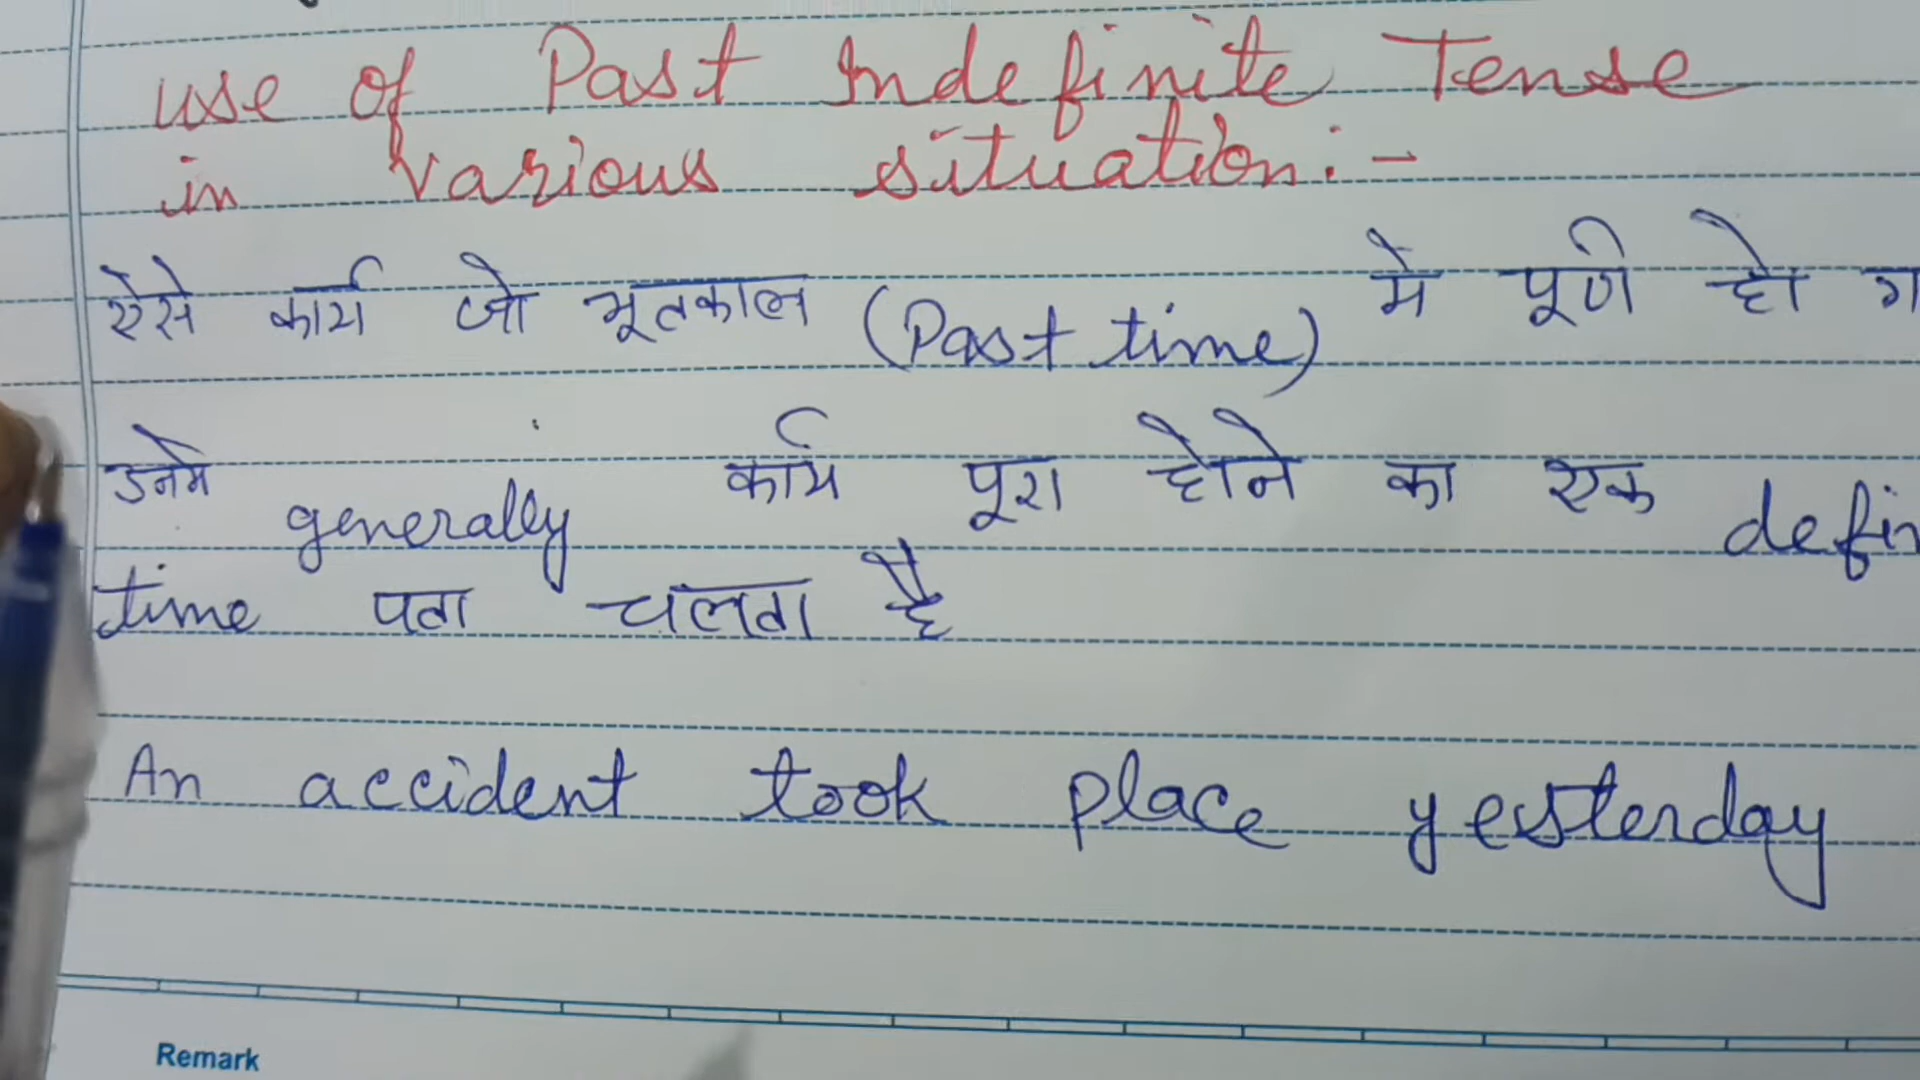 use of Past Indefinite Tense
in various situation:-
ऐसे कार्य जो भूतकाल (Past time) मे पूर्ण हो ग
उनमे generally कार्य पूरा होने का एक defin
time पता चलता है
An accident took place yesterday
Remark